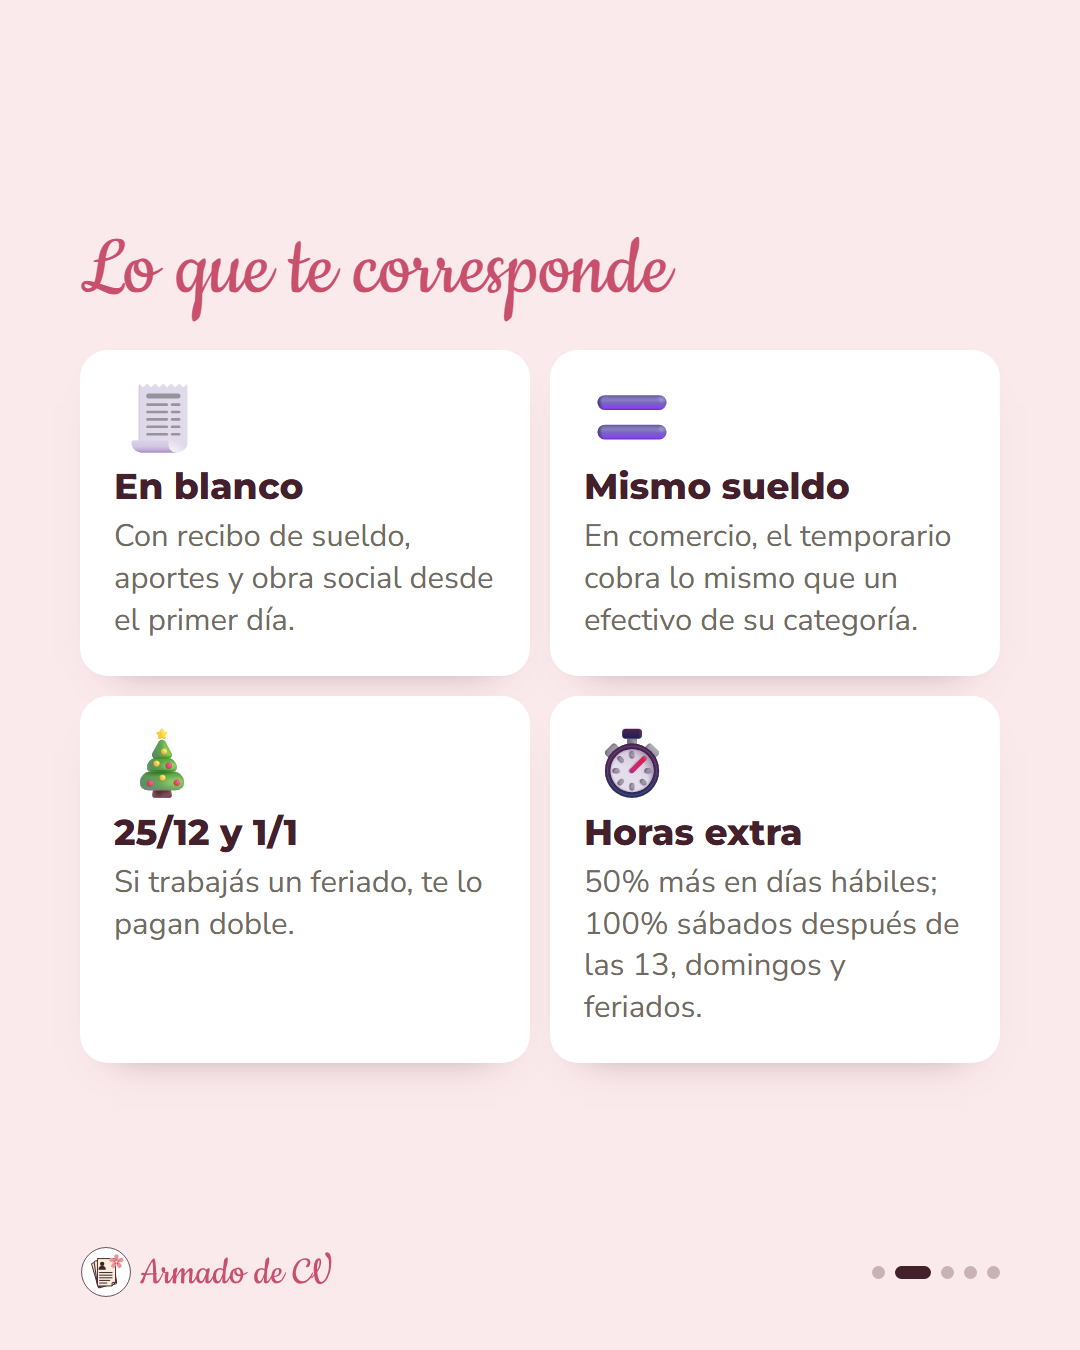 Lo que te corresponde
En blanco
Con recibo de sueldo,
aportes y obra social desde
el primer día.
Mismo sueldo
En comercio, el temporario
cobra lo mismo que un
efectivo de su categoría.
25/12 y 1/1
Si trabajás un feriado, te lo
pagan doble.
Horas extra
50% más en días hábiles;
100% sábados después de
las 13, domingos y
feriados.
Armado de CV